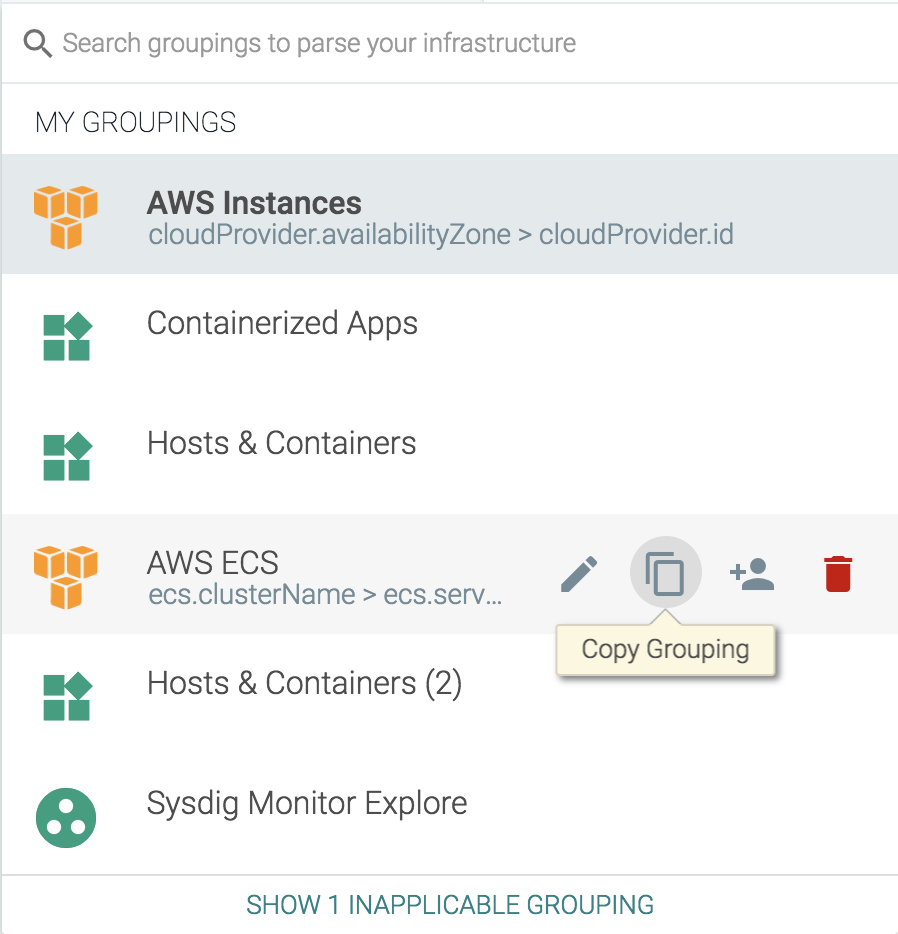 Search groupings to parse your infrastructure
MY GROUPINGS
AWS Instances
cloudProvider.availabilityZone > cloudProvider.id
Containerized Apps
Hosts & Containers
AWS ECS
ecs.clusterName > ecs.serv...
Copy Grouping
Hosts & Containers (2)
Sysdig Monitor Explore
SHOW 1 INAPPLICABLE GROUPING